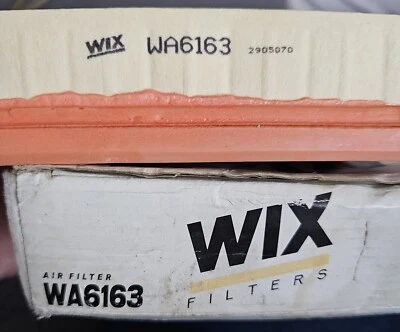 WIX WA6163 2905070
WIX
FILTERS
AIR FILTER
WA6163